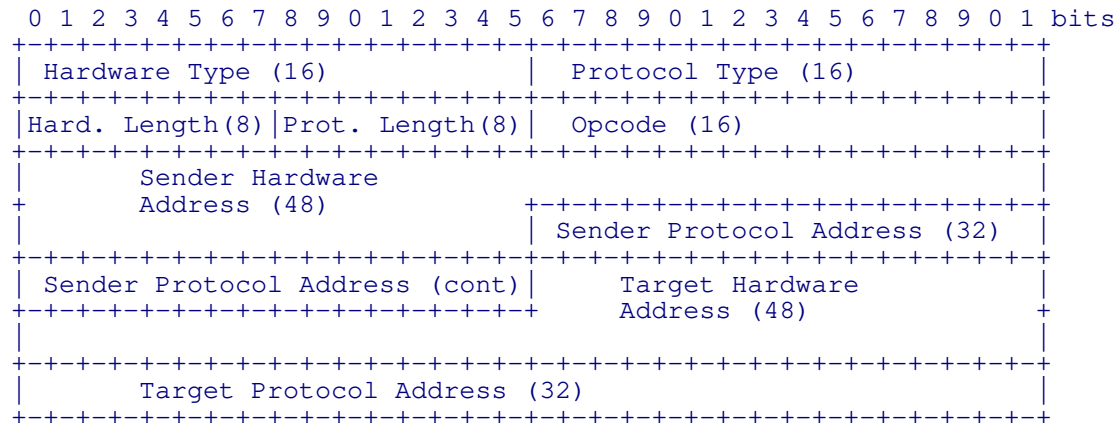 0 1 2 3 4 5 6 7 8 9 0 1 2 3 4 5 6 7 8 9 0 1 2 3 4 5 6 7 8 9 0 1 bits
+-+-+-+-+-+-+-+-+-+-+-+-+-+-+-+-+-+-+-+-+-+-+-+-+-+-+-+-+-+-+-+-+
| Hardware Type (16) | Protocol Type (16) |
+-+-+-+-+-+-+-+-+-+-+-+-+-+-+-+-+-+-+-+-+-+-+-+-+-+-+-+-+-+-+-+-+
|Hard. Length(8)|Prot. Length(8)| Opcode (16) |
+-+-+-+-+-+-+-+-+-+-+-+-+-+-+-+-+-+-+-+-+-+-+-+-+-+-+-+-+-+-+-+-+
| Sender Hardware |
+ Address (48) +-+-+-+-+-+-+-+-+-+-+-+-+-+-+-+-+
| | Sender Protocol Address (32) |
+-+-+-+-+-+-+-+-+-+-+-+-+-+-+-+-+-+-+-+-+-+-+-+-+-+-+-+-+-+-+-+-+
| Sender Protocol Address (cont)| Target Hardware |
+-+-+-+-+-+-+-+-+-+-+-+-+-+-+-+-+ Address (48) +
| |
+-+-+-+-+-+-+-+-+-+-+-+-+-+-+-+-+-+-+-+-+-+-+-+-+-+-+-+-+-+-+-+-+
| Target Protocol Address (32) |
+-+-+-+-+-+-+-+-+-+-+-+-+-+-+-+-+-+-+-+-+-+-+-+-+-+-+-+-+-+-+-+-+